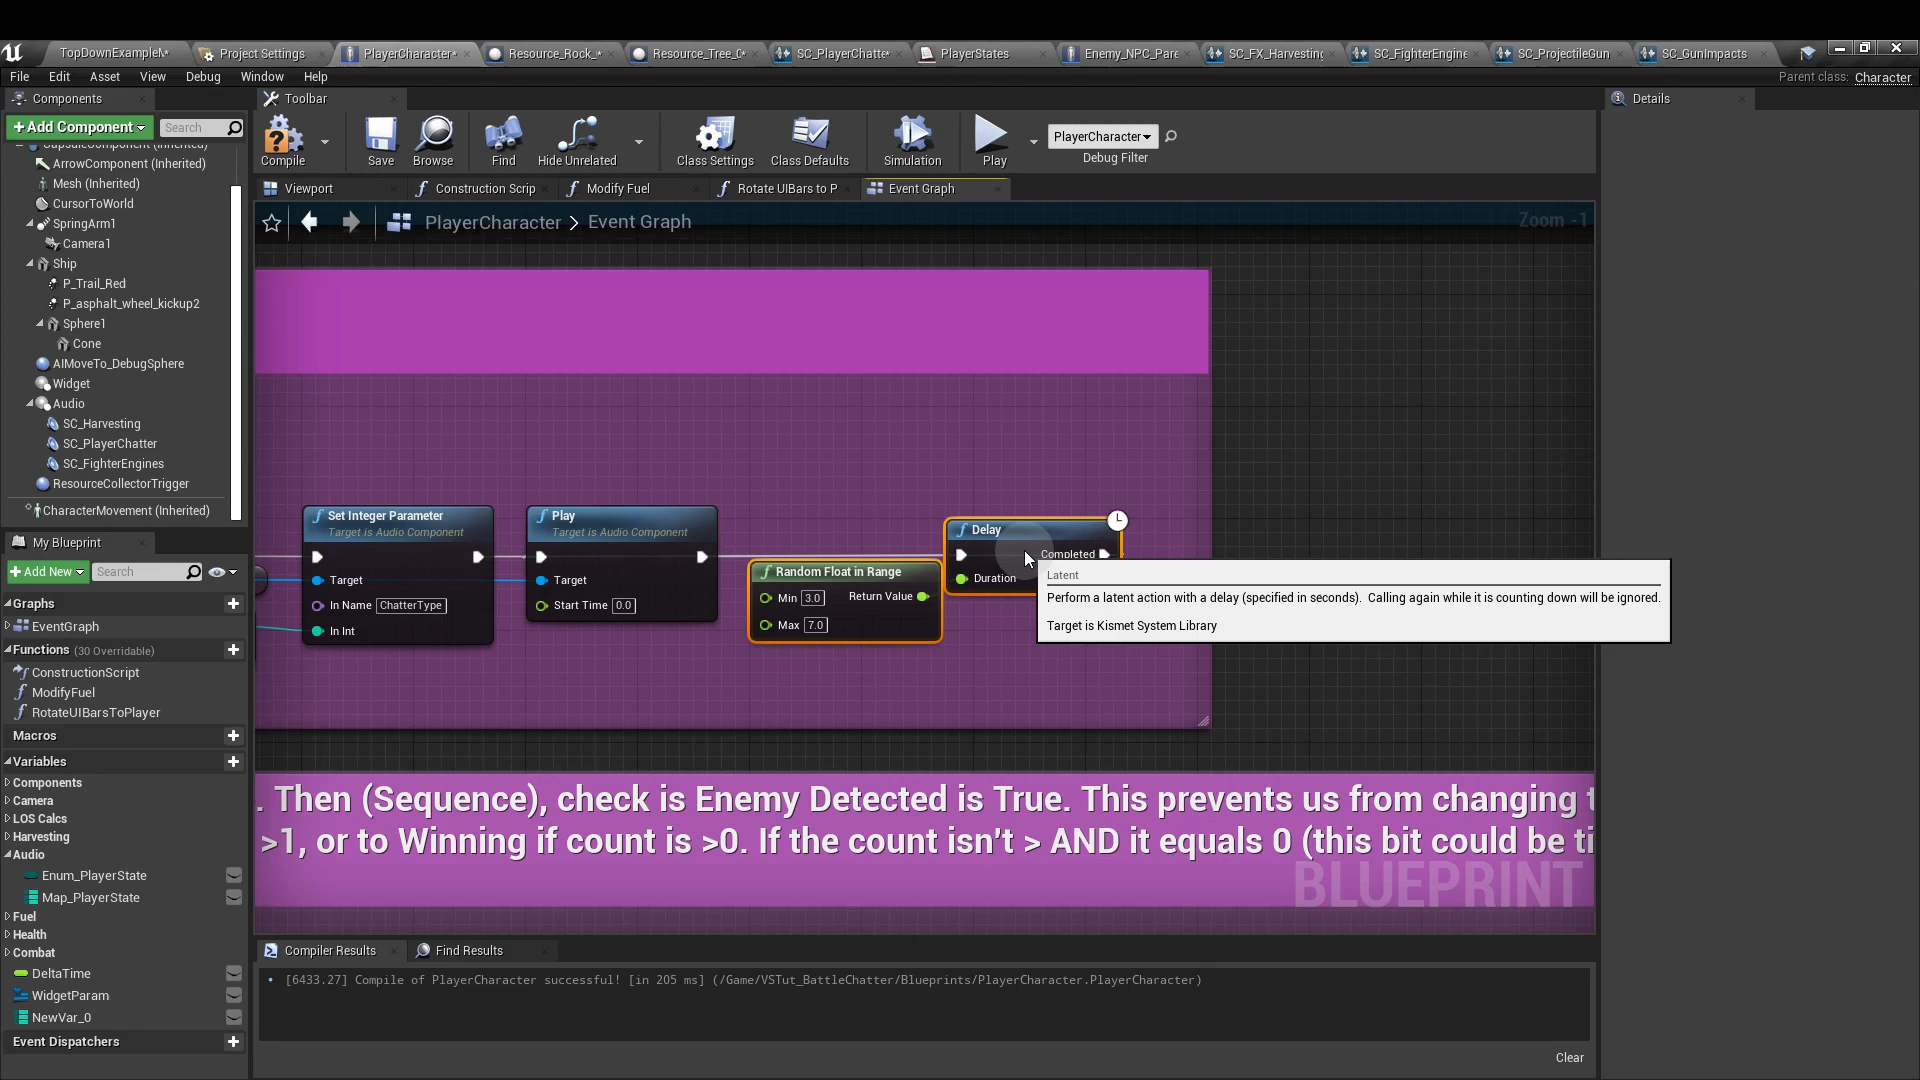 TopDownExampleM*
Project Settings
PlayerCharacter*
Resource_Rock_*
Resource_Tree_0*
SC_PlayerChatte*
PlayerStates
Enemy_NPC_Pare
SC_FX_Harvesting
SC_FighterEngine
SC_ProjectileGun
SC_GunImpacts
File
Edit
Asset
View
Debug
Window
Help
Parent class: Character
Components
Toolbar
Details
+Add Component
Search
Compile
Save
Browse
Find
Hide Unrelated
Class Settings
Class Defaults
Simulation
Play
PlayerCharacter
Debug Filter
ArrowComponent (Inherited)
Mesh (Inherited)
CursorToWorld
SpringArm1
Camera1
Ship
P_Trail_Red
P_asphalt_wheel_kickup2
Sphere1
Cone
AIMoveTo_DebugSphere
Widget
Audio
SC_Harvesting
SC_PlayerChatter
SC_FighterEngines
ResourceCollectorTrigger
CharacterMovement (Inherited)
Viewport
Construction Scrip
Modify Fuel
Rotate UIBars to P
Event Graph
PlayerCharacter > Event Graph
Zoom -1
Set Integer Parameter
Target is Audio Component
Target
In Name ChatterType
In Int
Play
Target is Audio Component
Target
Start Time 0.0
Random Float in Range
Min 3.0
Return Value
Max 7.0
Delay
Completed
Duration
Latent
Perform a latent action with a delay (specified in seconds). Calling again while it is counting down will be ignored.
Target is Kismet System Library
. Then (Sequence), check is Enemy Detected is True. This prevents us from changing t
>1, or to Winning if count is >0. If the count isn't > AND it equals 0 (this bit could be ti
BLUEPRINT
My Blueprint
+Add New
Search
Graphs
EventGraph
Functions (30 Overridable)
ConstructionScript
ModifyFuel
RotateUIBarsToPlayer
Macros
Variables
Components
Camera
LOS Calcs
Harvesting
Audio
Enum_PlayerState
Map_PlayerState
Fuel
Health
Combat
DeltaTime
WidgetParam
NewVar_0
Event Dispatchers
Compiler Results
Find Results
[6433.27] Compile of PlayerCharacter successful! [in 205 ms] (/Game/VSTut_BattleChatter/Blueprints/PlayerCharacter.PlayerCharacter)
Clear